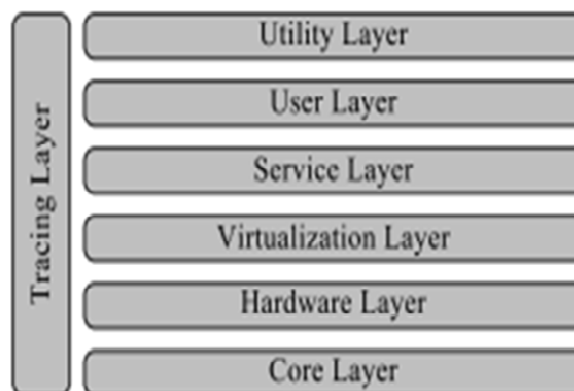 Tracing Layer
Utility Layer
User Layer
Service Layer
Virtualization Layer
Hardware Layer
Core Layer